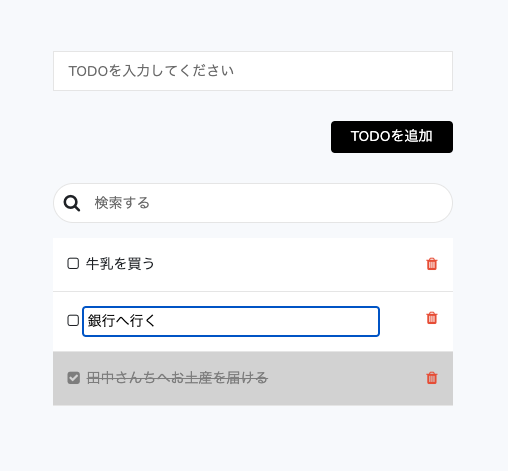 TODOを入力してください
TODOを追加
検索する
牛乳を買う
銀行へ行く
田中さんちへお土産を届ける